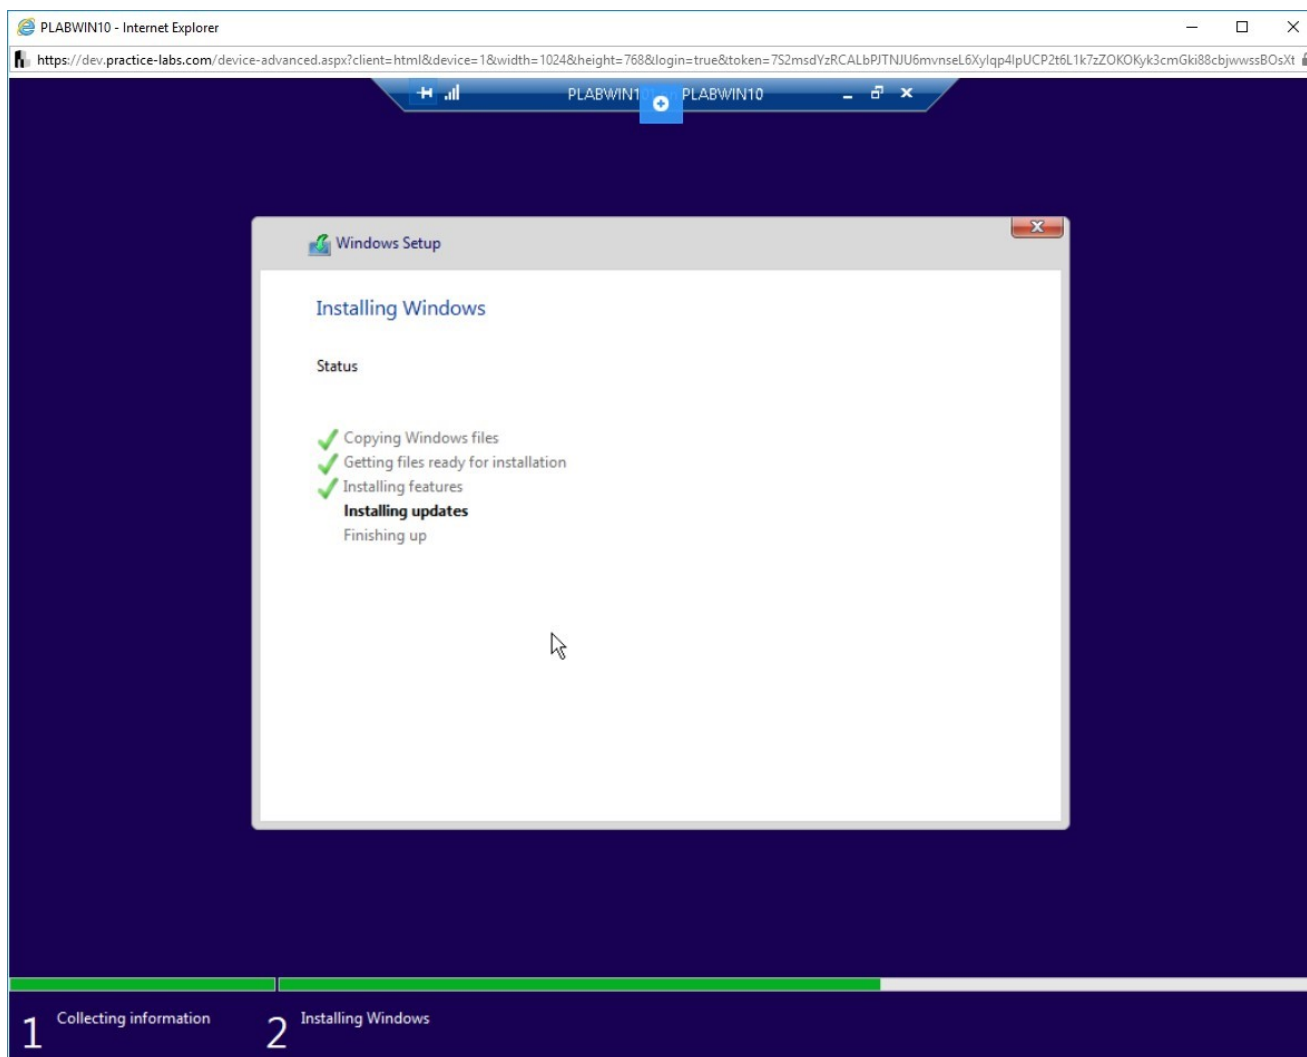 PLABWIN10 - Internet Explorer
https://dev.practice-labs.com/device-advanced.aspx?client=html&device=1&width=1024&height=768&login=true&token=
PLABWIN10 PLABWIN10
Windows Setup
Installing Windows
Status
Copying Windows files
Getting files ready for installation
Installing features
Installing updates
Finishing up
1 Collecting information 2 Installing Windows